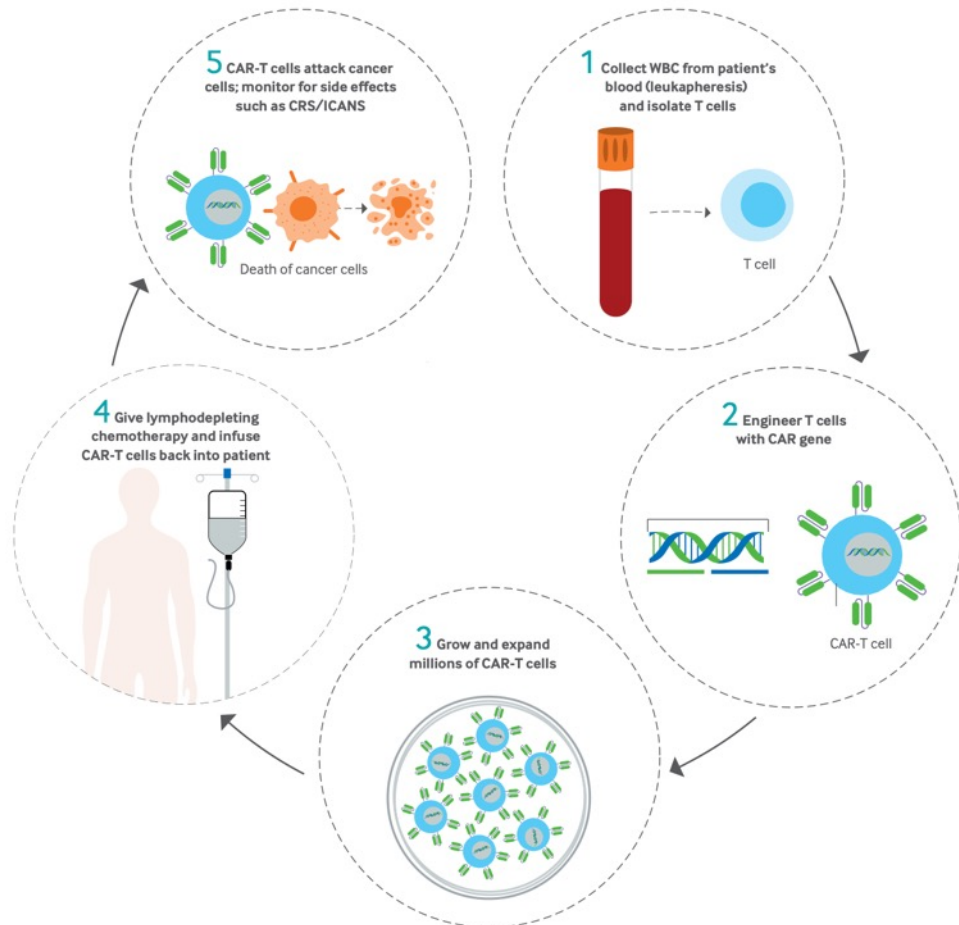 1 Collect WBC from patient's
blood (leukapheresis)
and isolate T cells
T cell
2 Engineer T cells
with CAR gene
CAR-T cell
3 Grow and expand
millions of CAR-T cells
4 Give lymphodepleting
chemotherapy and infuse
CAR-T cells back into patient
5 CAR-T cells attack cancer
cells; monitor for side effects
such as CRS/ICANS
Death of cancer cells